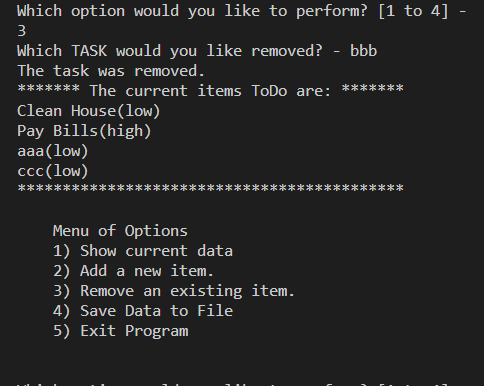 Which option would you like to perform? [1 to 4] -
3
Which TASK would you like removed? - bbb
The task was removed.
******* The current items ToDo are: *******
Clean House(low)
Pay Bills(high)
aaa(low)
ccc(low)
*******************************************
Menu of Options
1) Show current data
2) Add a new item.
3) Remove an existing item.
4) Save Data to File
5) Exit Program